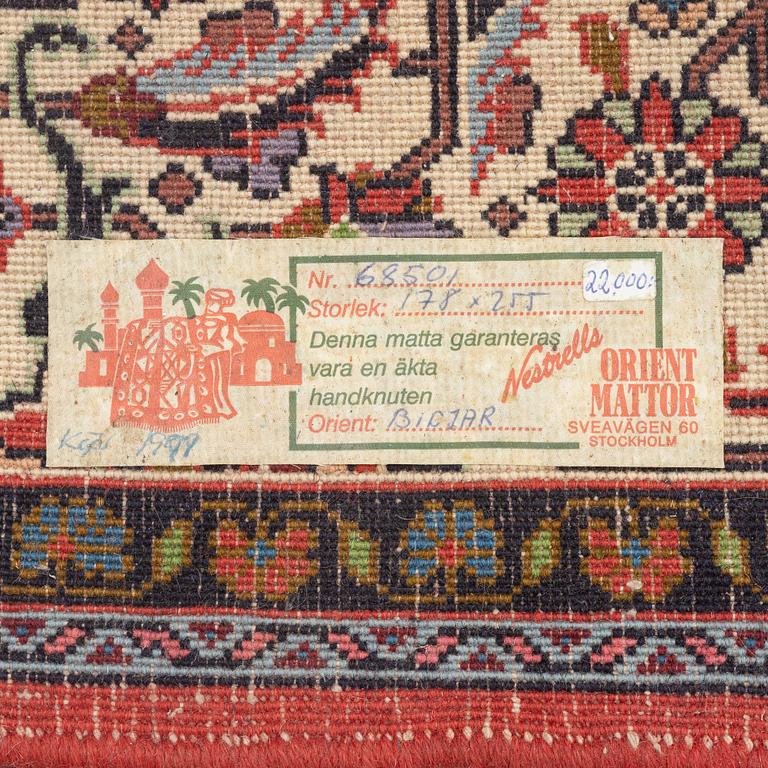 Nr. 68501
22.000:-
Storlek: 178 x 255
Denna matta garanteras
vara en äkta
handknuten
Orient: BIDJAR
Nestrells
ORIENT
MATTOR
SVEAVÄGEN 60
STOCKHOLM